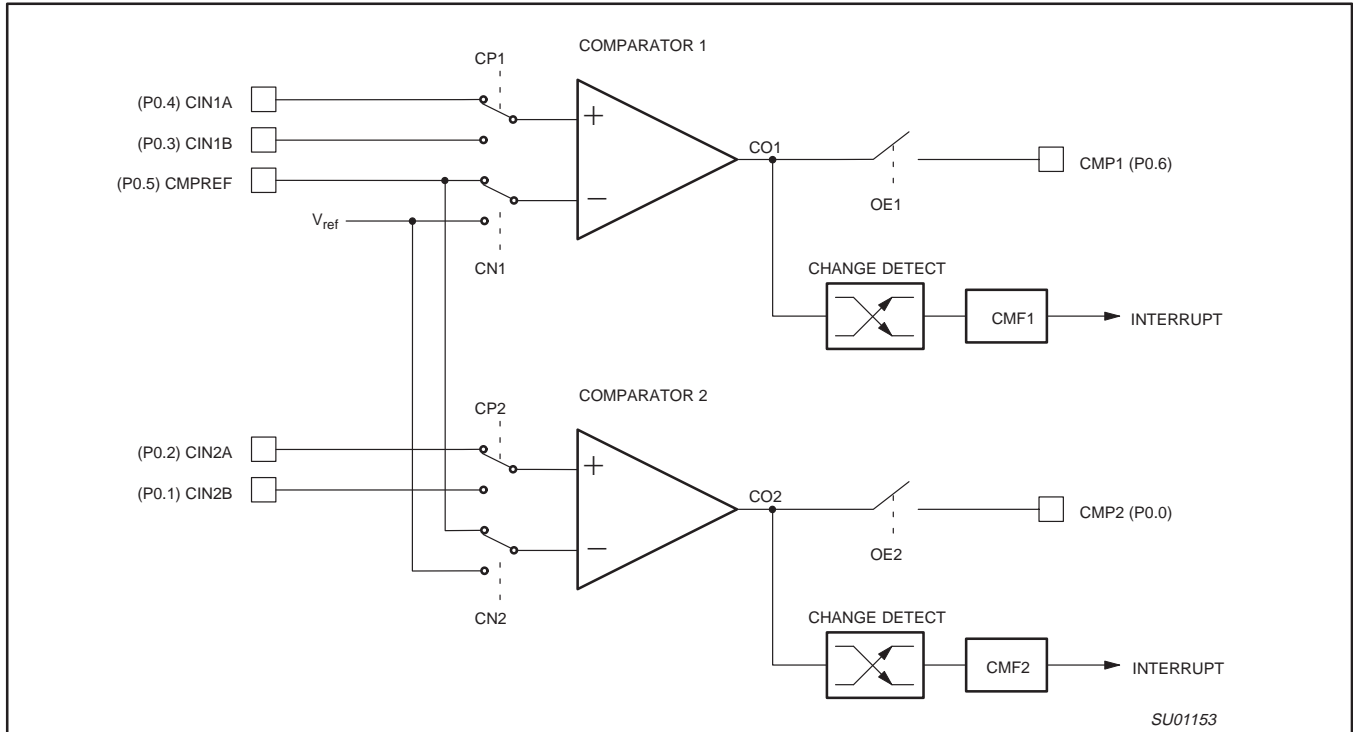 COMPARATOR 1
CP1
(P0.4) CIN1A
+
(P0.3) CIN1B
CO1
CMP1 (P0.6)
(P0.5) CMPREF
−
OE1
Vref
CN1
CHANGE DETECT
CMF1
INTERRUPT
COMPARATOR 2
CP2
(P0.2) CIN2A
+
(P0.1) CIN2B
CO2
CMP2 (P0.0)
−
OE2
CN2
CHANGE DETECT
CMF2
INTERRUPT
SU01153